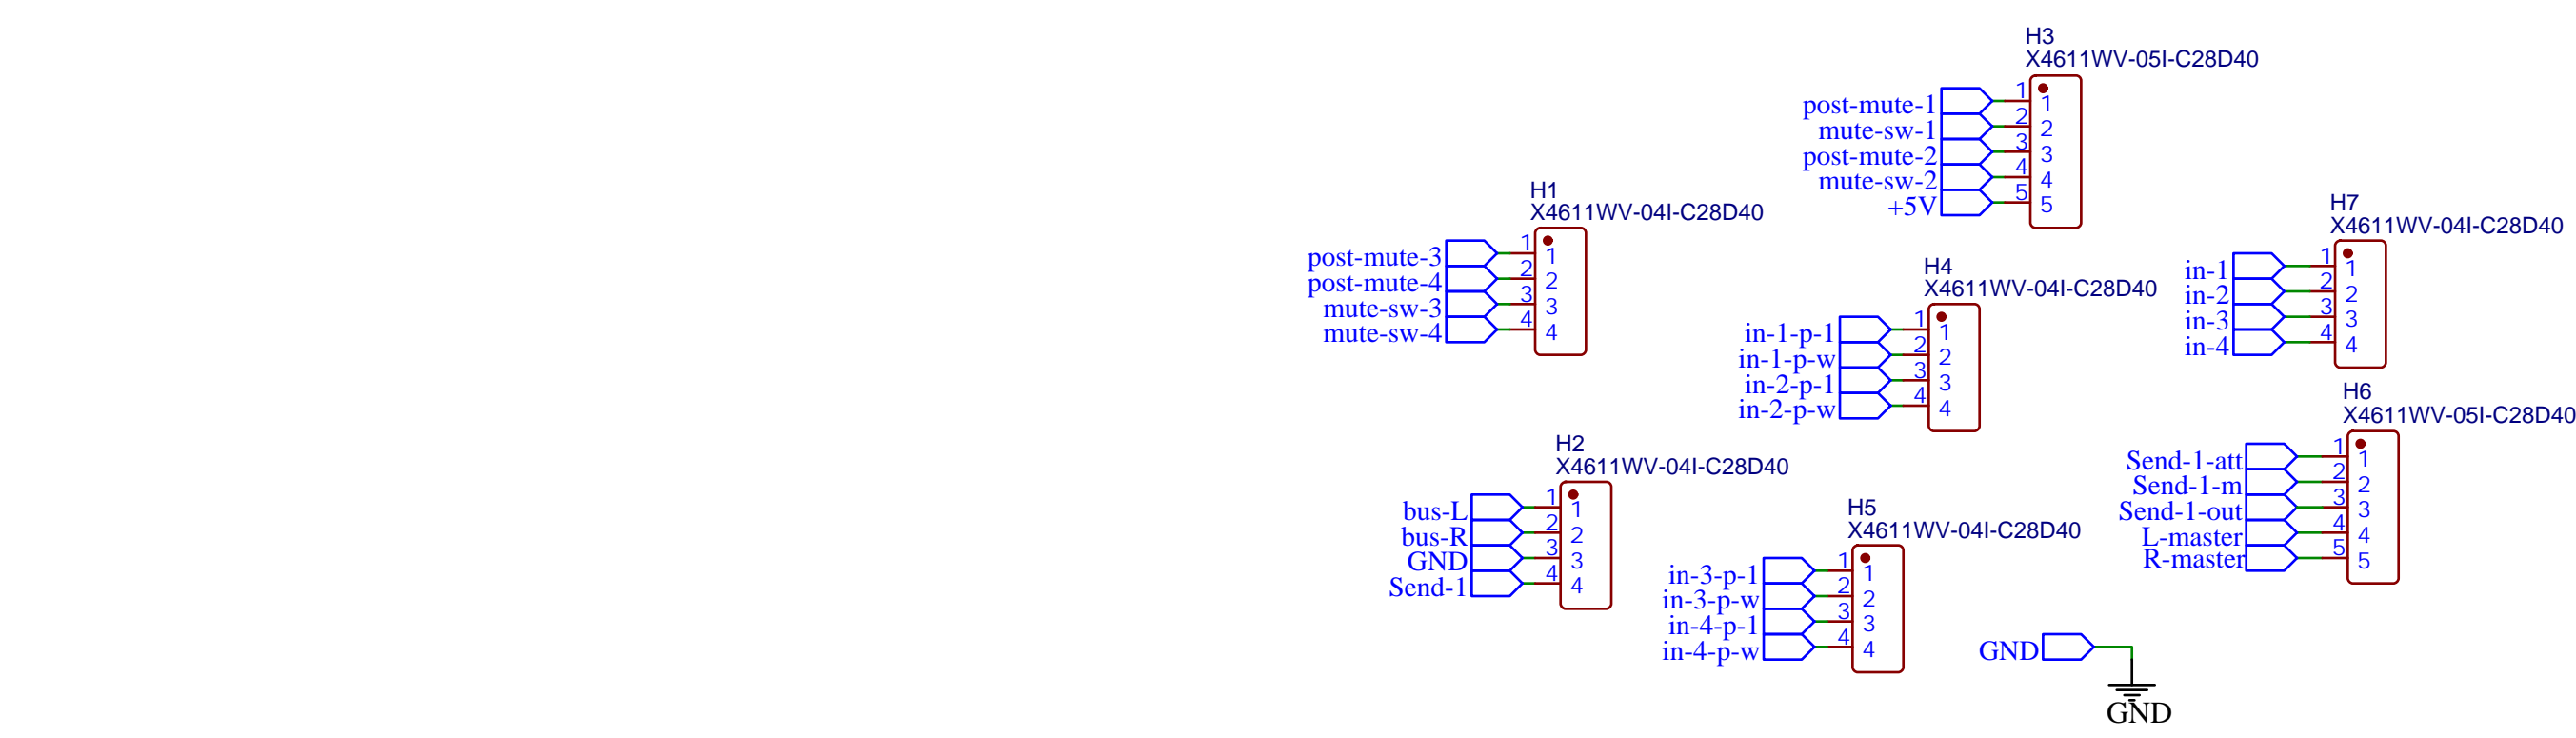 H3
X4611WV-05I-C28D40
post-mute-1 1 1
mute-sw-1 2 2
post-mute-2 3 3
mute-sw-2 4 4
+5V 5 5
H1
X4611WV-04I-C28D40
post-mute-3 1 1
post-mute-4 2 2
mute-sw-3 3 3
mute-sw-4 4 4
H7
X4611WV-04I-C28D40
in-1 1 1
in-2 2 2
in-3 3 3
in-4 4 4
H4
X4611WV-04I-C28D40
in-1-p-1 1 1
in-1-p-w 2 2
in-2-p-1 3 3
in-2-p-w 4 4
H6
X4611WV-05I-C28D40
Send-1-att 1 1
Send-1-m 2 2
Send-1-out 3 3
L-master 4 4
R-master 5 5
H2
X4611WV-04I-C28D40
bus-L 1 1
bus-R 2 2
GND 3 3
Send-1 4 4
H5
X4611WV-04I-C28D40
in-3-p-1 1 1
in-3-p-w 2 2
in-4-p-1 3 3
in-4-p-w 4 4
GND
GND